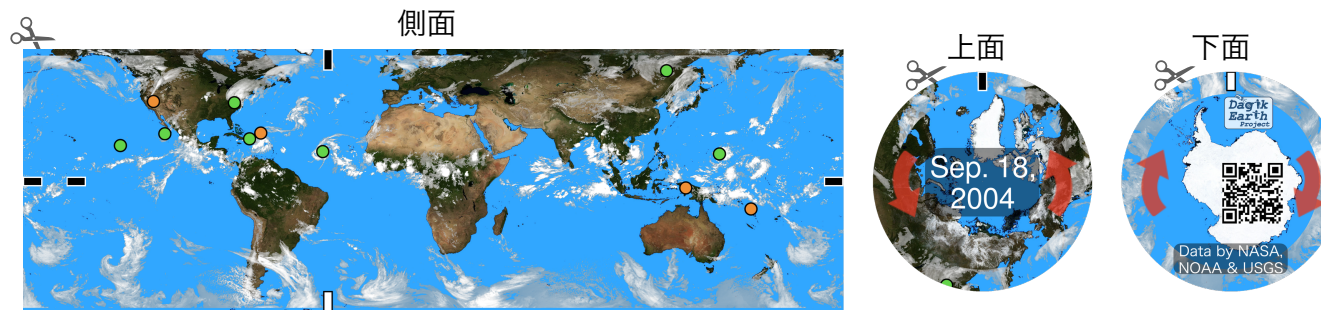 側面
上面
下面
Sep. 18,
2004
Dagik
Earth
Project
Data by NASA,
NOAA & USGS